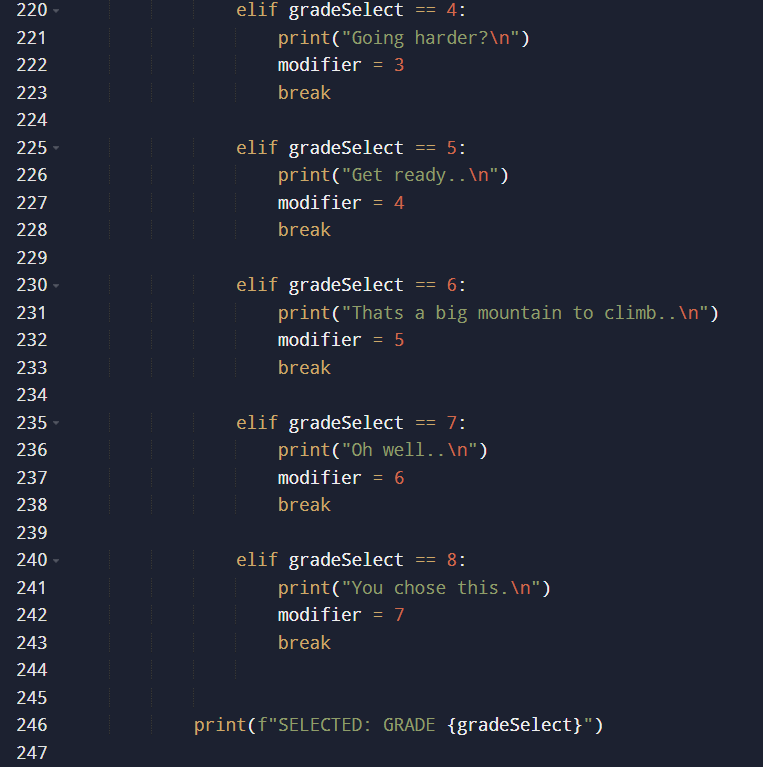 220 elif gradeSelect == 4:
221 print("Going harder?\n")
222 modifier = 3
223 break
224
225 elif gradeSelect == 5:
226 print("Get ready..\n")
227 modifier = 4
228 break
229
230 elif gradeSelect == 6:
231 print("Thats a big mountain to climb..\n")
232 modifier = 5
233 break
234
235 elif gradeSelect == 7:
236 print("Oh well..\n")
237 modifier = 6
238 break
239
240 elif gradeSelect == 8:
241 print("You chose this.\n")
242 modifier = 7
243 break
244
245
246 print(f"SELECTED: GRADE {gradeSelect}")
247